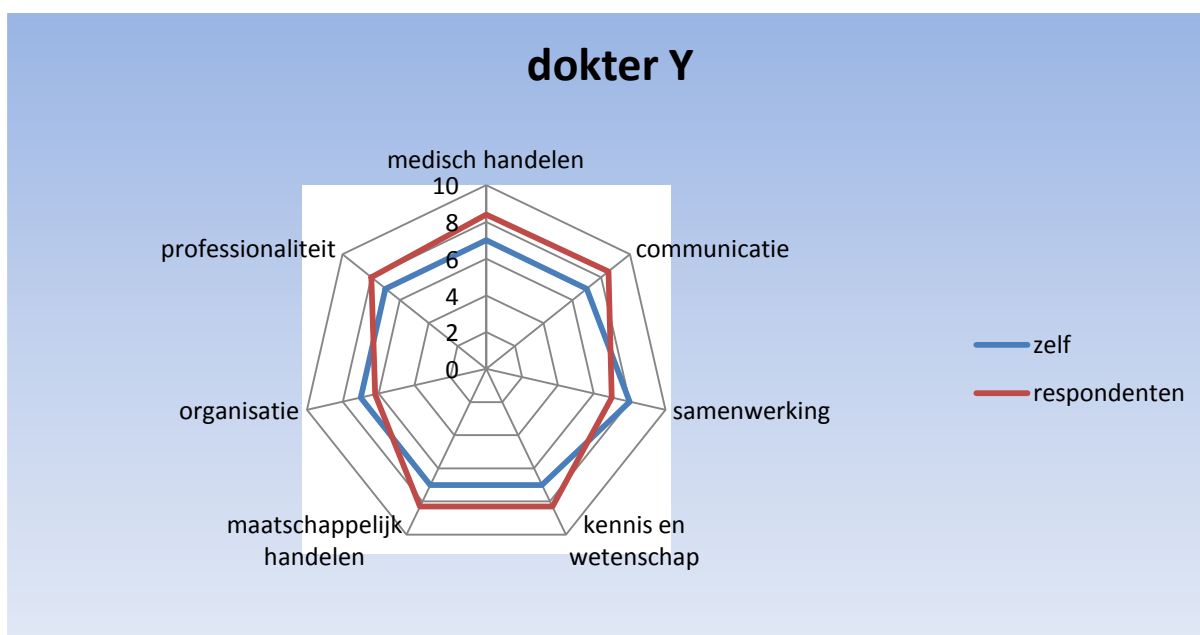 dokter Y
medisch handelen
10
8
6
4
2
0
communicatie
samenwerking
kennis en
wetenschap
maatschappelijk
handelen
organisatie
professionaliteit
zelf
respondenten